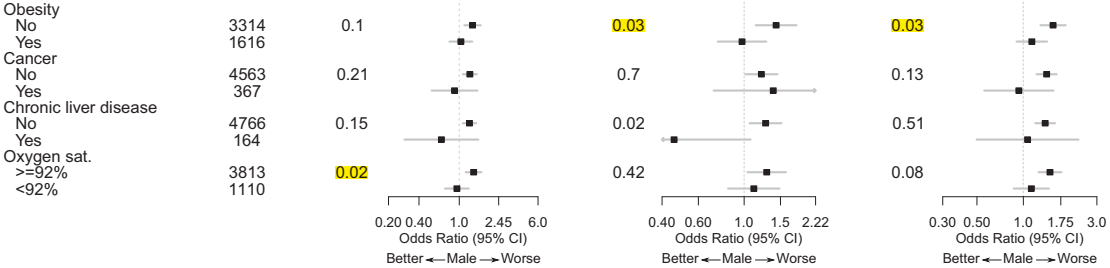 Obesity
No 3314 0.1 0.03 0.03
Yes 1616
Cancer
No 4563 0.21 0.7 0.13
Yes 367
Chronic liver disease
No 4766 0.15 0.02 0.51
Yes 164
Oxygen sat.
>=92% 3813 0.02 0.42 0.08
<92% 1110
0.20 0.40 1.0 2.45 6.0 0.40 0.60 1.0 1.5 2.22 0.30 0.50 1.0 1.75 3.0
Odds Ratio (95% CI) Odds Ratio (95% CI) Odds Ratio (95% CI)
Better ←Male→ Worse Better ←Male→ Worse Better ←Male→ Worse